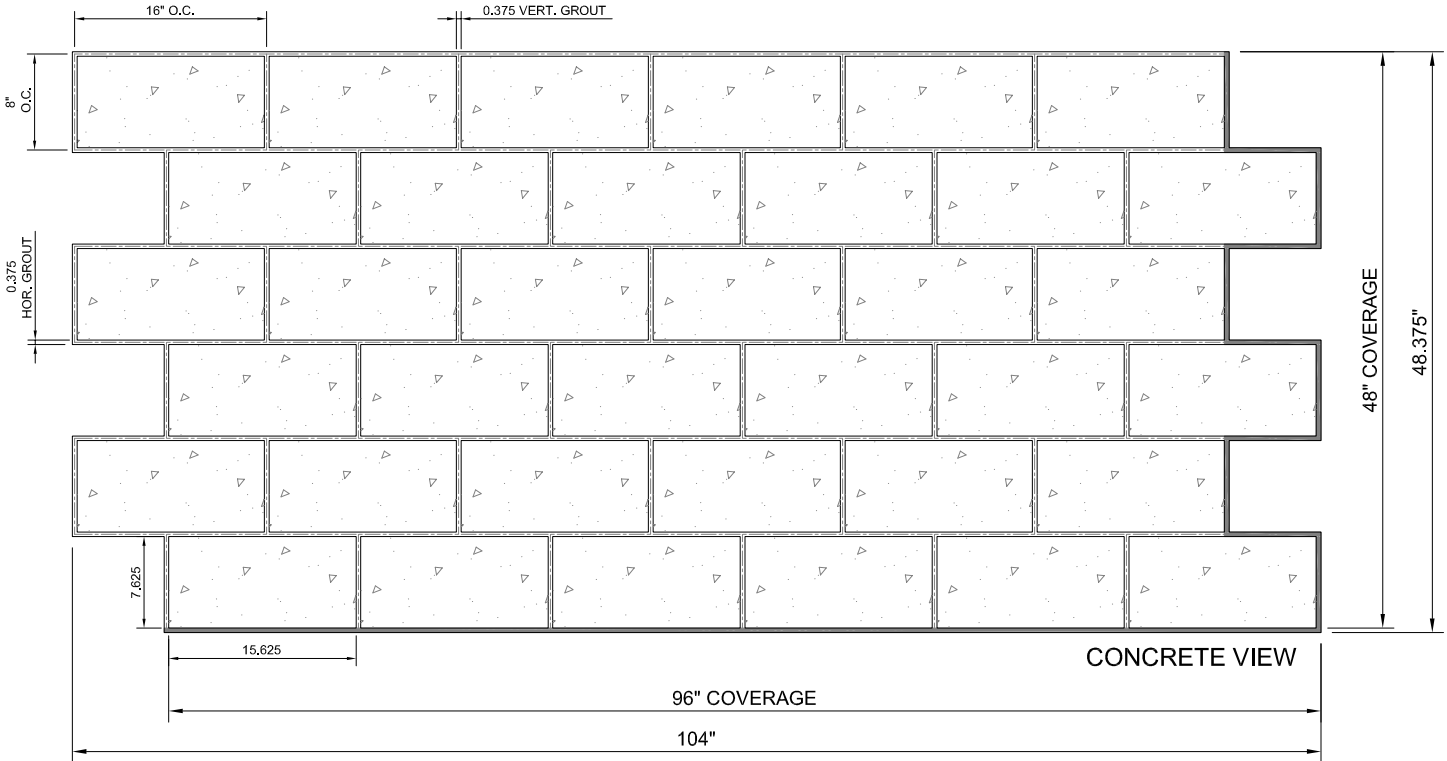 16" O.C.
0.375 VERT. GROUT
8"
O.C.
0.375
HOR. GROUT
48" COVERAGE
48.375"
7.625
15.625
CONCRETE VIEW
96" COVERAGE
104"